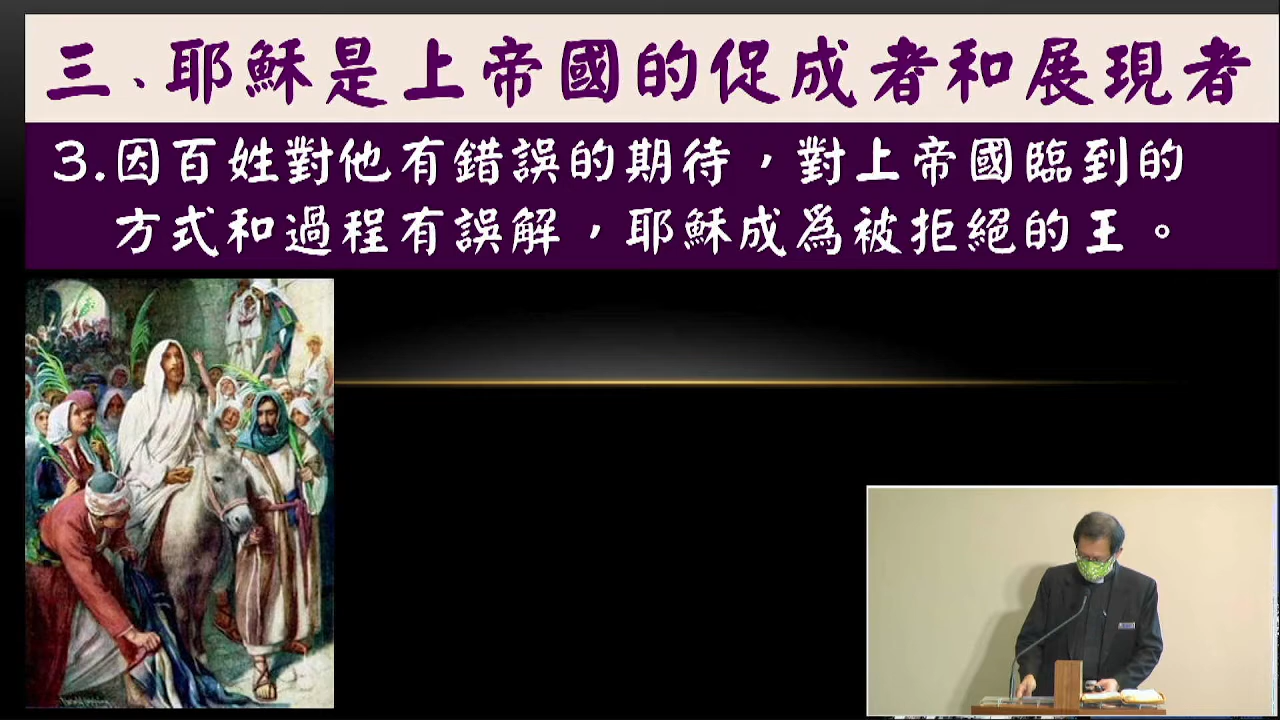 三、耶穌是上帝國的促成者和展現者
3.因百姓對他有錯誤的期待，對上帝國臨到的
方式和過程有誤解，耶穌成為被拒絕的王。